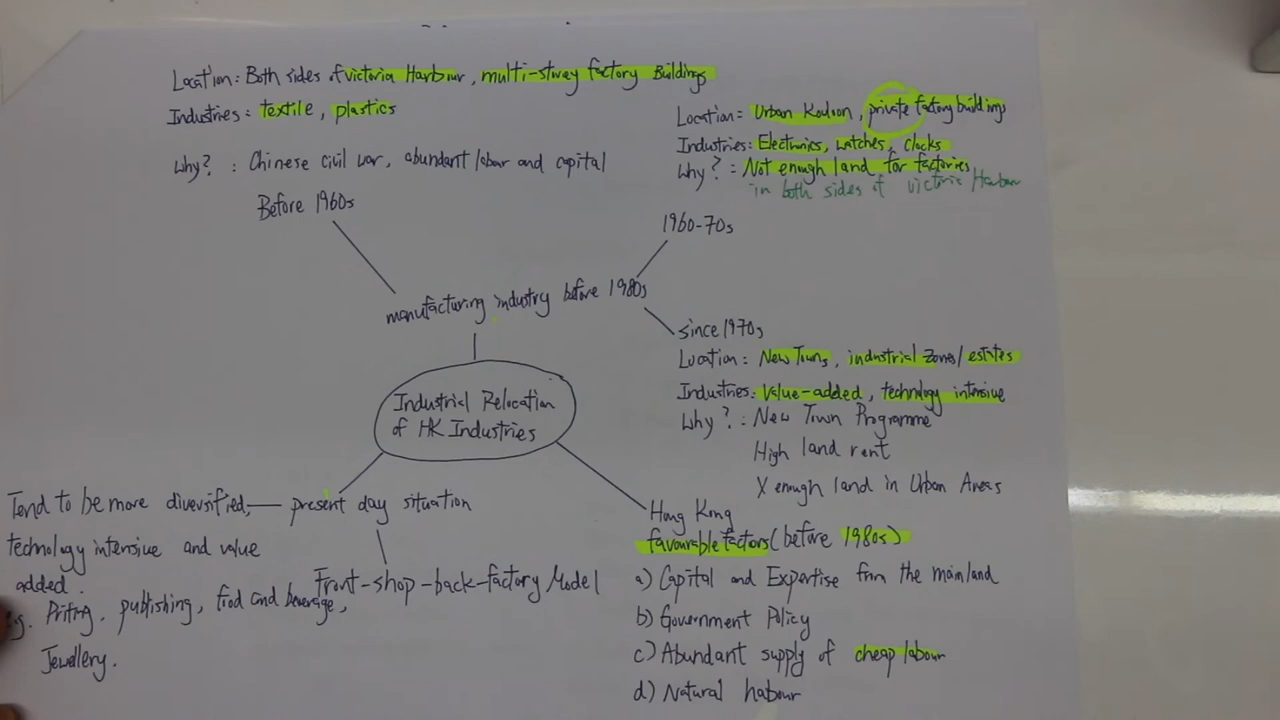 Location: Both sides of Victoria Harbour, multi-storey factory Buildings
Industries: textile, plastics
Why? : Chinese civil war, abundant labour and capital
Before 1960s
Location: Urban Kowloon, private factory buildings
Industries: Electronics, watches, clocks
Why? : Not enough land for factories
in both sides of victoria Harbour
1960-70s
manufacturing industry before 1980s
since 1970s
Location: New Towns, industrial zones/estates
Industries: Value-added, technology intensive
Why? : New Town Programme
High land rent
X enough land in Urban Areas
Industrial Relocation
of HK Industries
Tend to be more diversified,
technology intensive and value
added.
e.g. Priting, publishing, food and beverage,
Jewellery.
present day situation
Front-shop-back-factory Model
Hong Kong
favourable factors (before 1980s)
a) Capital and Expertise from the mainland
b) Government Policy
c) Abundant supply of cheap labour
d) Natural habour